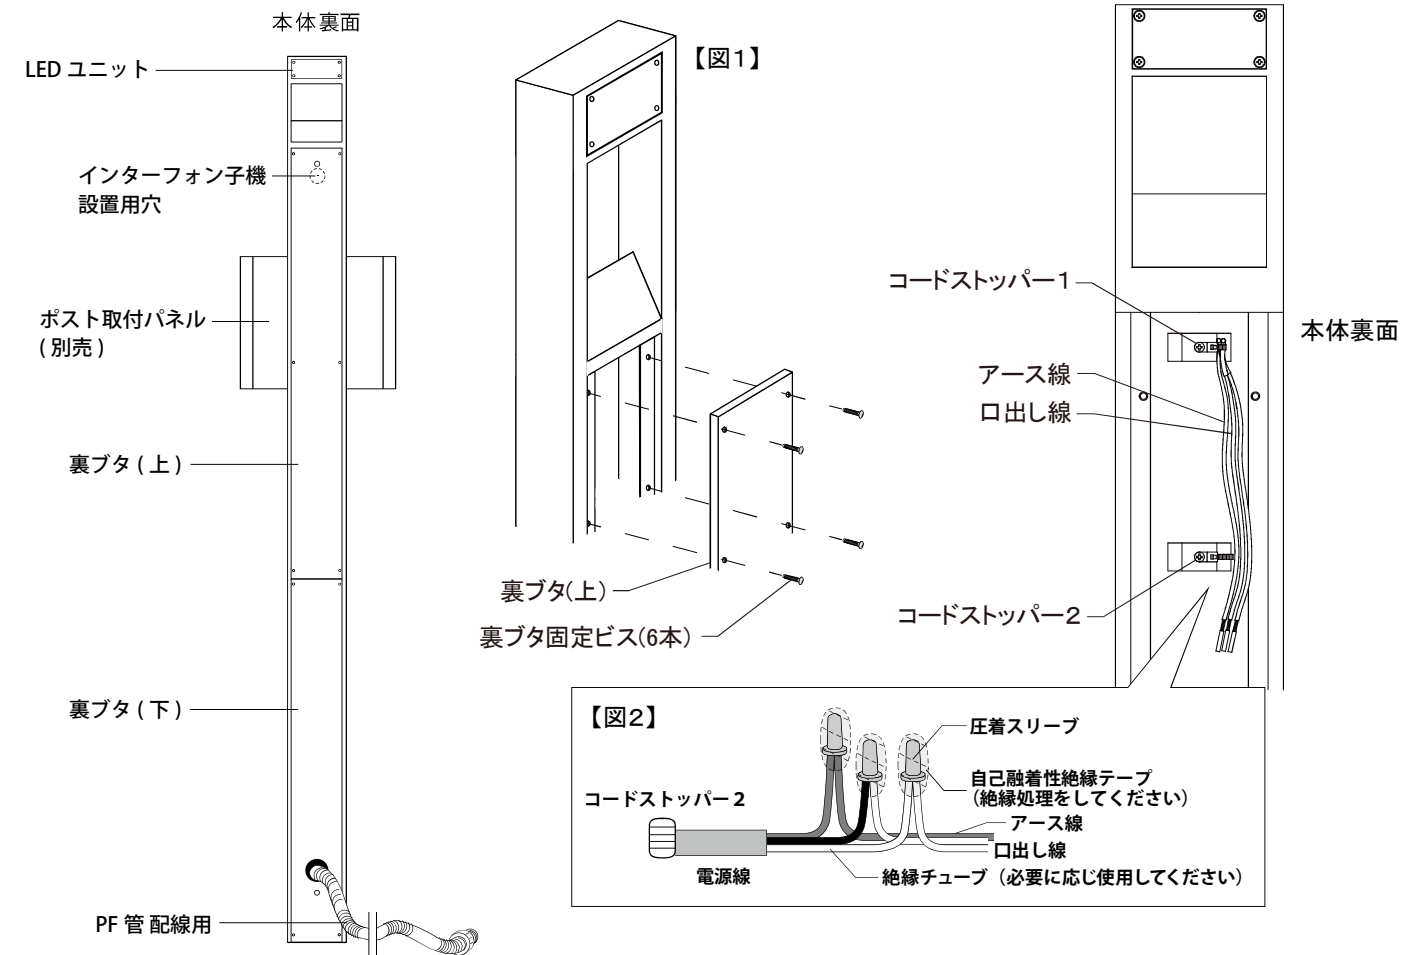 本体裏面
LED ユニット
インターフォン子機
設置用穴
ポスト取付パネル
( 別売 )
裏ブタ ( 上 )
裏ブタ ( 下 )
PF 管 配線用
【図1】
裏ブタ(上)
裏ブタ固定ビス(6本)
コードストッパー1
本体裏面
アース線
口出し線
コードストッパー2
【図2】
圧着スリーブ
自己融着性絶縁テープ
（絶縁処理をしてください）
コードストッパー 2
アース線
口出し線
電源線
絶縁チューブ（必要に応じ使用してください）